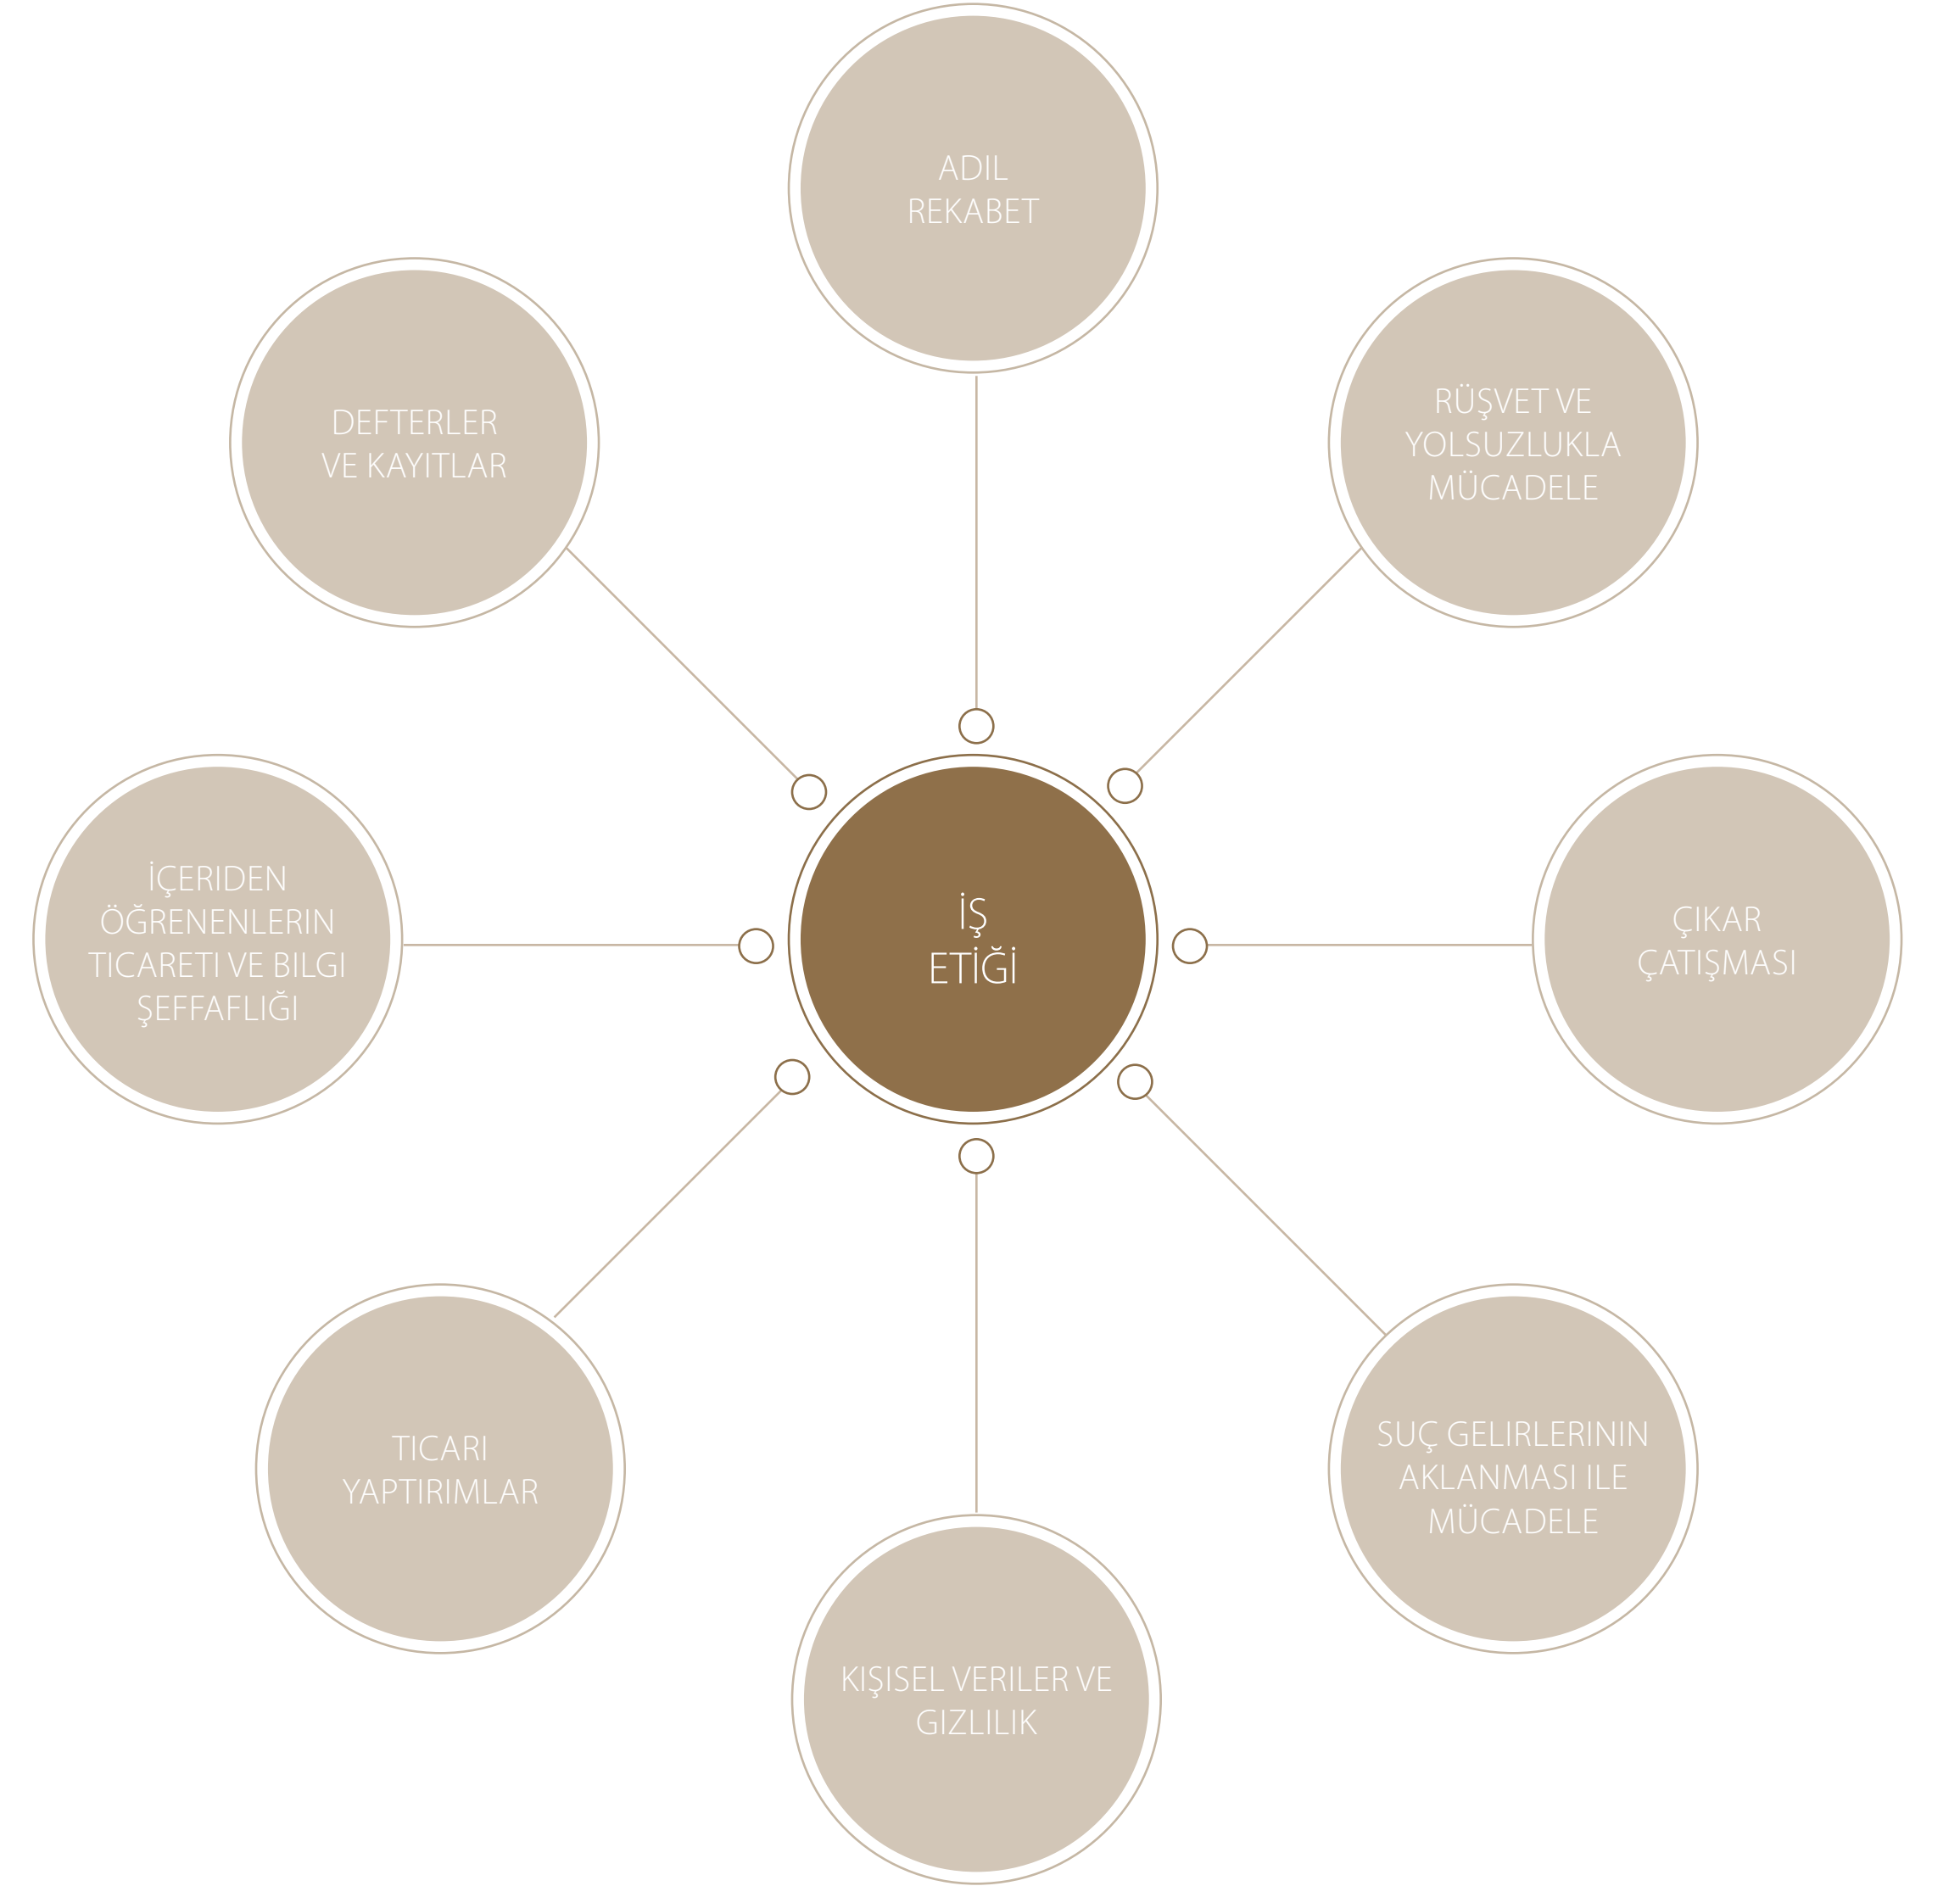 ADIL
REKABET
RÜŞVET VE
YOLSUZLUKLA
MÜCADELE
DEFTERLER
VE KAYITLAR
İÇERIDEN
ÖĞRENENLERIN
TICARETI VE BILGI
ŞEFFAFLIĞI
İŞ
ETİĞİ
ÇIKAR
ÇATIŞMASI
TICARI
YATIRIMLAR
SUÇ GELIRLERININ
AKLANMASI ILE
MÜCADELE
KIŞISEL VERILER VE
GIZLILIK